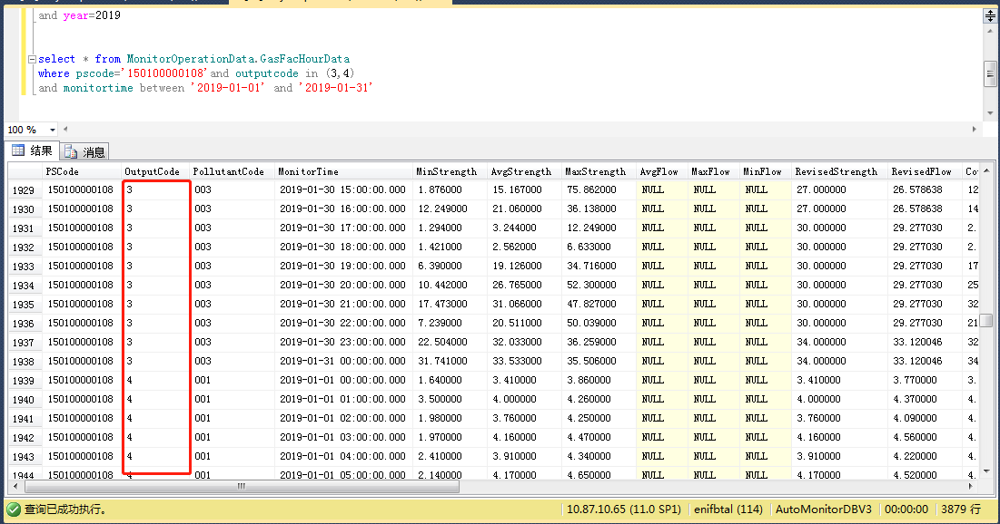 and year=2019
select * from MonitorOperationData.GasFacHourData
where pscode='150100000108'and outputcode in (3,4)
and monitortime between '2019-01-01' and '2019-01-31'
100 %
结果 消息
PSCode OutputCode PollutantCode MonitorTime MinStrength AvgStrength MaxStrength AvgFlow MaxFlow MinFlow RevisedStrength RevisedFlow Co
1929 150100000108 3 003 2019-01-30 15:00:00.000 1.876000 15.167000 75.862000 NULL NULL NULL 27.000000 26.578638 12
1930 150100000108 3 003 2019-01-30 16:00:00.000 12.249000 21.060000 36.138000 NULL NULL NULL 27.000000 26.578638 14
1931 150100000108 3 003 2019-01-30 17:00:00.000 1.294000 3.244000 12.249000 NULL NULL NULL 30.000000 29.277030 2.
1932 150100000108 3 003 2019-01-30 18:00:00.000 1.421000 2.562000 6.633000 NULL NULL NULL 30.000000 29.277030 2.
1933 150100000108 3 003 2019-01-30 19:00:00.000 6.390000 19.126000 34.716000 NULL NULL NULL 30.000000 29.277030 17
1934 150100000108 3 003 2019-01-30 20:00:00.000 10.442000 26.765000 52.300000 NULL NULL NULL 30.000000 29.277030 25
1935 150100000108 3 003 2019-01-30 21:00:00.000 17.473000 31.066000 47.827000 NULL NULL NULL 30.000000 29.277030 32
1936 150100000108 3 003 2019-01-30 22:00:00.000 7.239000 20.511000 50.039000 NULL NULL NULL 30.000000 29.277030 21
1937 150100000108 3 003 2019-01-30 23:00:00.000 22.504000 32.033000 36.259000 NULL NULL NULL 34.000000 33.120046 32
1938 150100000108 3 003 2019-01-31 00:00:00.000 31.741000 33.533000 35.506000 NULL NULL NULL 34.000000 33.120046 34
1939 150100000108 4 001 2019-01-01 00:00:00.000 1.640000 3.410000 3.860000 NULL NULL NULL 3.410000 3.770000 3.
1940 150100000108 4 001 2019-01-01 01:00:00.000 3.500000 4.000000 4.260000 NULL NULL NULL 4.000000 4.370000 4.
1941 150100000108 4 001 2019-01-01 02:00:00.000 1.980000 3.760000 4.250000 NULL NULL NULL 3.760000 4.090000 4.
1942 150100000108 4 001 2019-01-01 03:00:00.000 1.970000 4.160000 4.470000 NULL NULL NULL 4.160000 4.560000 4.
1943 150100000108 4 001 2019-01-01 04:00:00.000 2.410000 3.910000 4.340000 NULL NULL NULL 3.910000 4.220000 4.
1944 150100000108 4 001 2019-01-01 05:00:00.000 2.140000 4.170000 4.650000 NULL NULL NULL 4.170000 4.520000 4.
查询已成功执行。 10.87.10.65 (11.0 SP1) enifbtal (114) AutoMonitorDBV3 00:00:00 3879 行